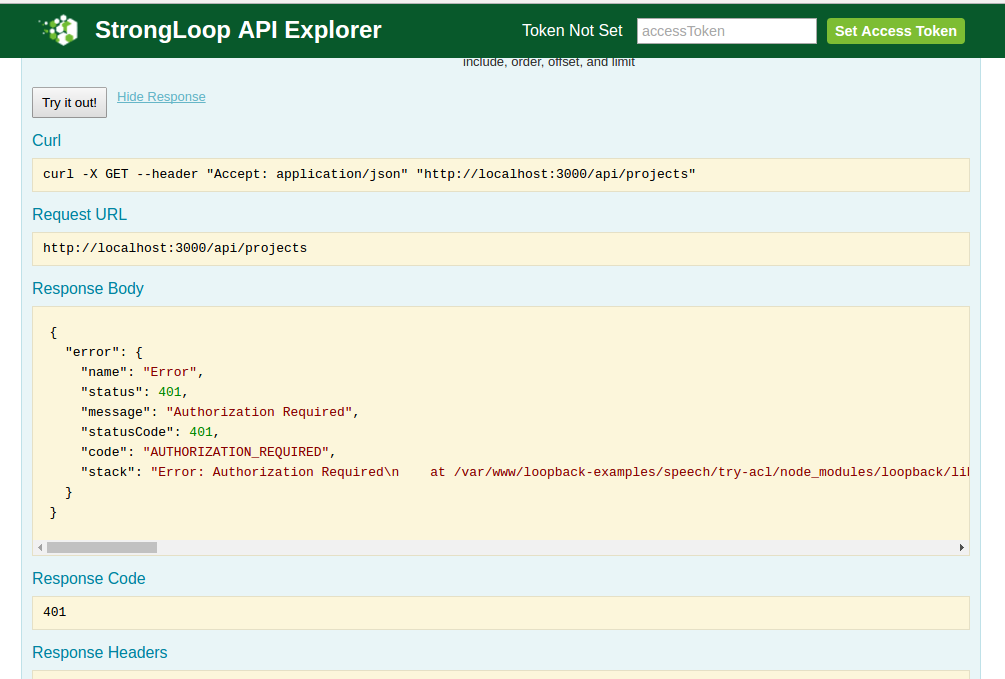 StrongLoop API Explorer
Token Not Set
accessToken
Set Access Token
include, order, offset, and limit
Try it out!
Hide Response
Curl
curl -X GET --header "Accept: application/json" "http://localhost:3000/api/projects"
Request URL
http://localhost:3000/api/projects
Response Body
{
  "error": {
    "name": "Error",
    "status": 401,
    "message": "Authorization Required",
    "statusCode": 401,
    "code": "AUTHORIZATION_REQUIRED",
    "stack": "Error: Authorization Required\n    at /var/www/loopback-examples/speech/try-acl/node_modules/loopback/li
  }
}
Response Code
401
Response Headers